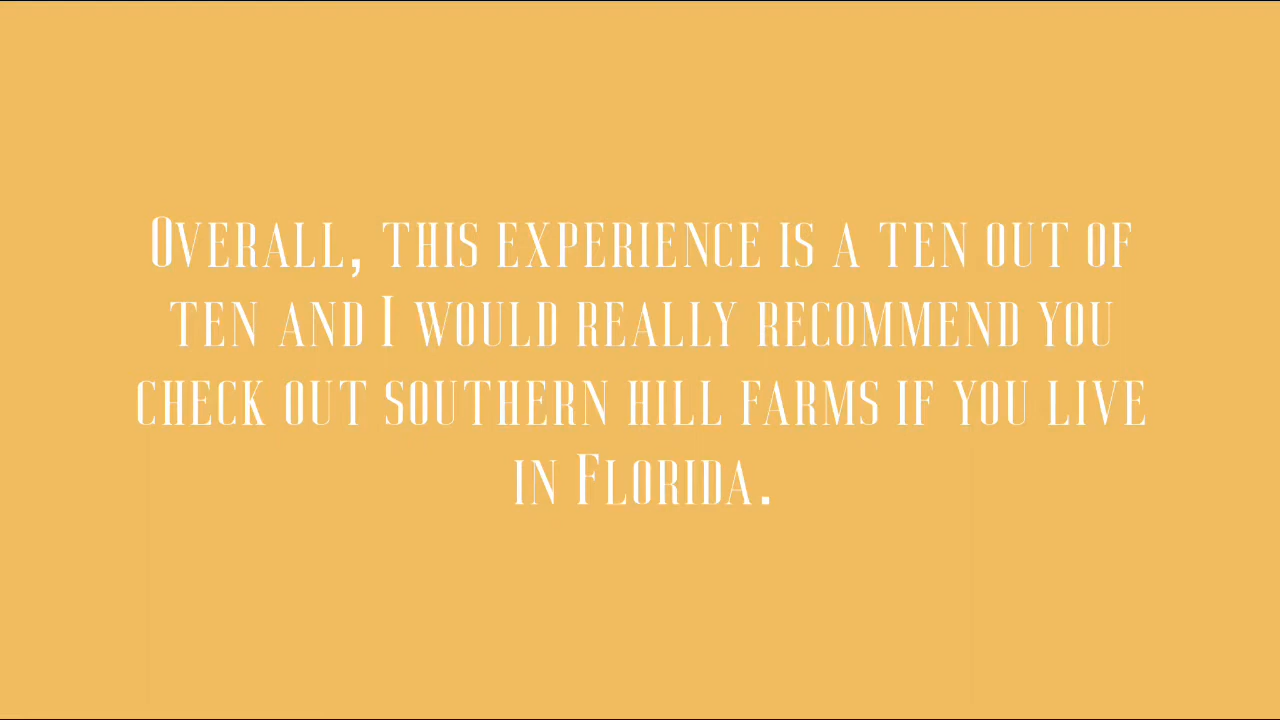 Overall, this experience is a ten out of
ten and I would really recommend you
check out southern hill farms if you live
in Florida.